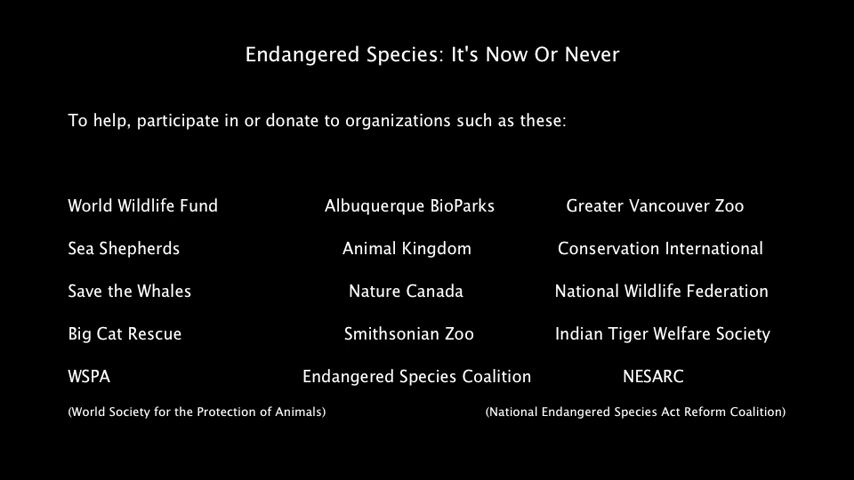 Endangered Species: It's Now Or Never
To help, participate in or donate to organizations such as these:
World Wildlife Fund Albuquerque BioParks Greater Vancouver Zoo
Sea Shepherds Animal Kingdom Conservation International
Save the Whales Nature Canada National Wildlife Federation
Big Cat Rescue Smithsonian Zoo Indian Tiger Welfare Society
WSPA Endangered Species Coalition NESARC
(World Society for the Protection of Animals) (National Endangered Species Act Reform Coalition)